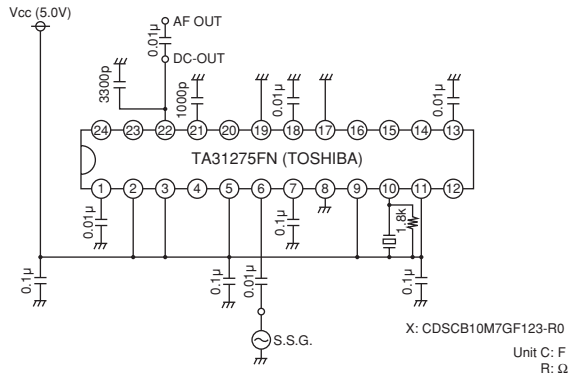 Vcc (5.0V)
AF OUT
0.01µ
DC-OUT
3300p
1000p
0.01µ
0.01µ
24 23 22 21 20 19 18 17 16 15 14 13
TA31275FN (TOSHIBA)
1 2 3 4 5 6 7 8 9 10 11 12
0.01µ
0.1µ
1.8k
0.1µ
0.1µ
0.01µ
0.1µ
S.S.G.
X: CDSCB10M7GF123-R0
Unit C: F
R: Ω